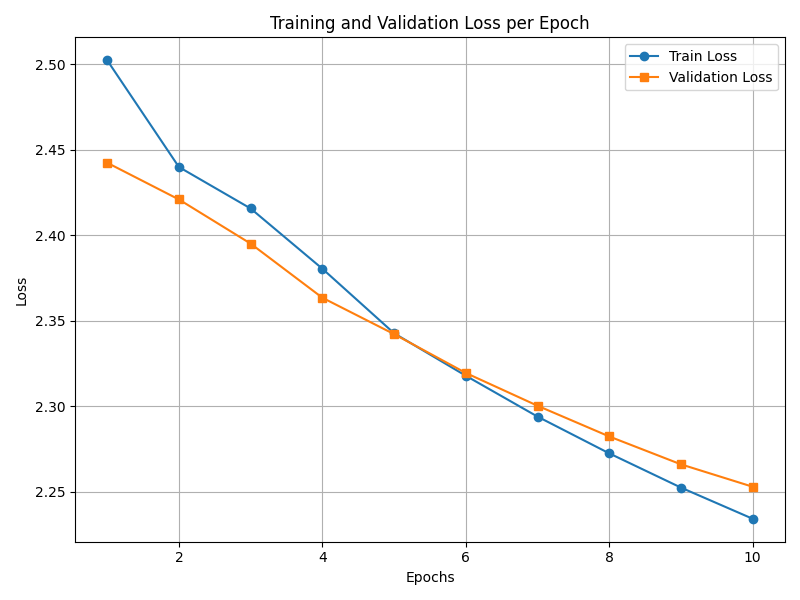 Training and Validation Loss per Epoch
Train Loss
Validation Loss
2.50
2.45
2.40
2.35
2.30
2.25
Loss
2 4 6 8 10
Epochs